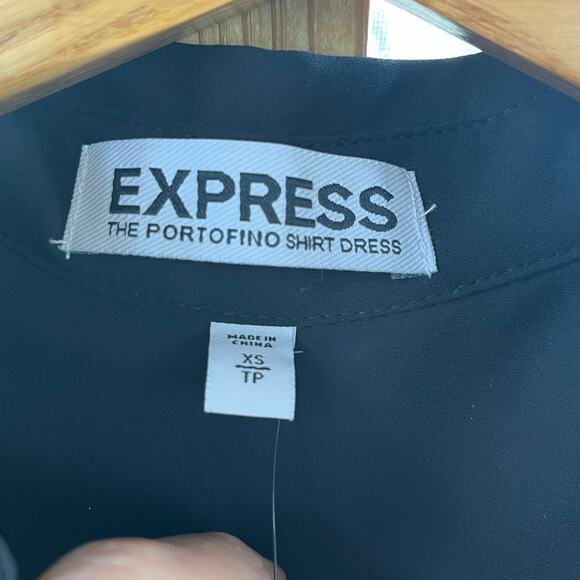 EXPRESS
THE PORTOFINO SHIRT DRESS
MADE IN
CHINA
XS
TP